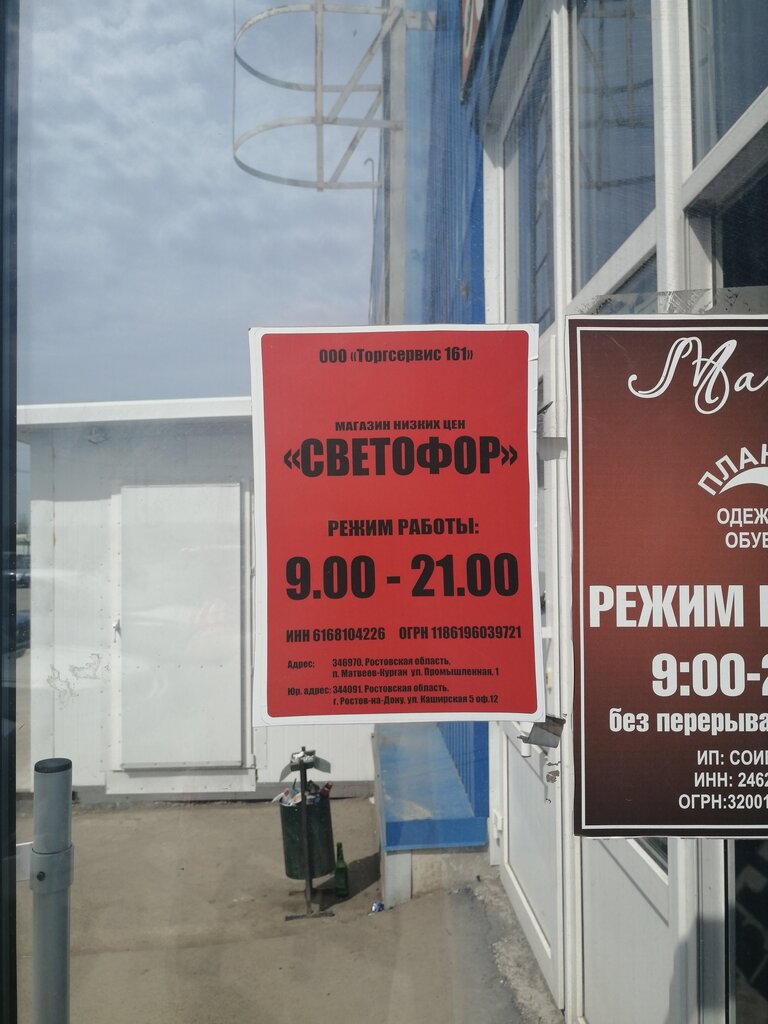 ООО «Торгсервис 161»
МАГАЗИН НИЗКИХ ЦЕН
«СВЕТОФОР»
РЕЖИМ РАБОТЫ:
9.00 - 21.00
ИНН 6168104226 ОГРН 1186196039721
Адрес: 346970, Ростовская область,
п. Матвеев-Курган ул. Промышленная, 1
Юр. адрес: 344091, Ростовская область,
г. Ростов-на-Дону, ул. Каширская 5 оф.12
Ма
ПЛАН
ОДЕЖ
ОБУВ
РЕЖИМ
9:00-2
без перерыва
ИП: СОИ
ИНН: 2462
ОГРН:32001